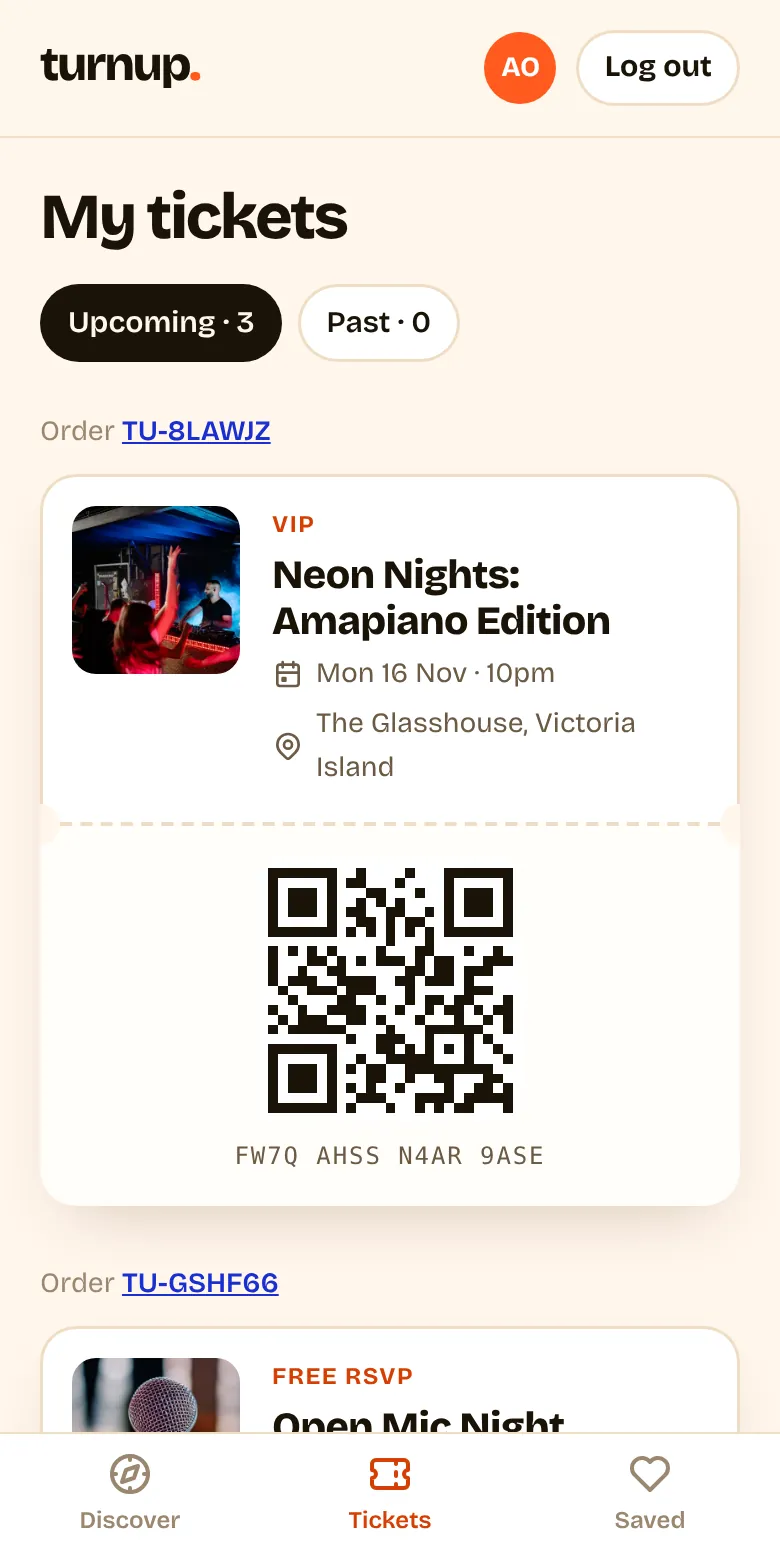 turnup.
AO
Log out
My tickets
Upcoming · 3
Past · 0
Order TU-8LAWJZ
VIP
Neon Nights:
Amapiano Edition
Mon 16 Nov · 10pm
The Glasshouse, Victoria
Island
FW7Q AHSS N4AR 9ASE
Order TU-GSHF66
FREE RSVP
Open Mic Night
Discover
Tickets
Saved